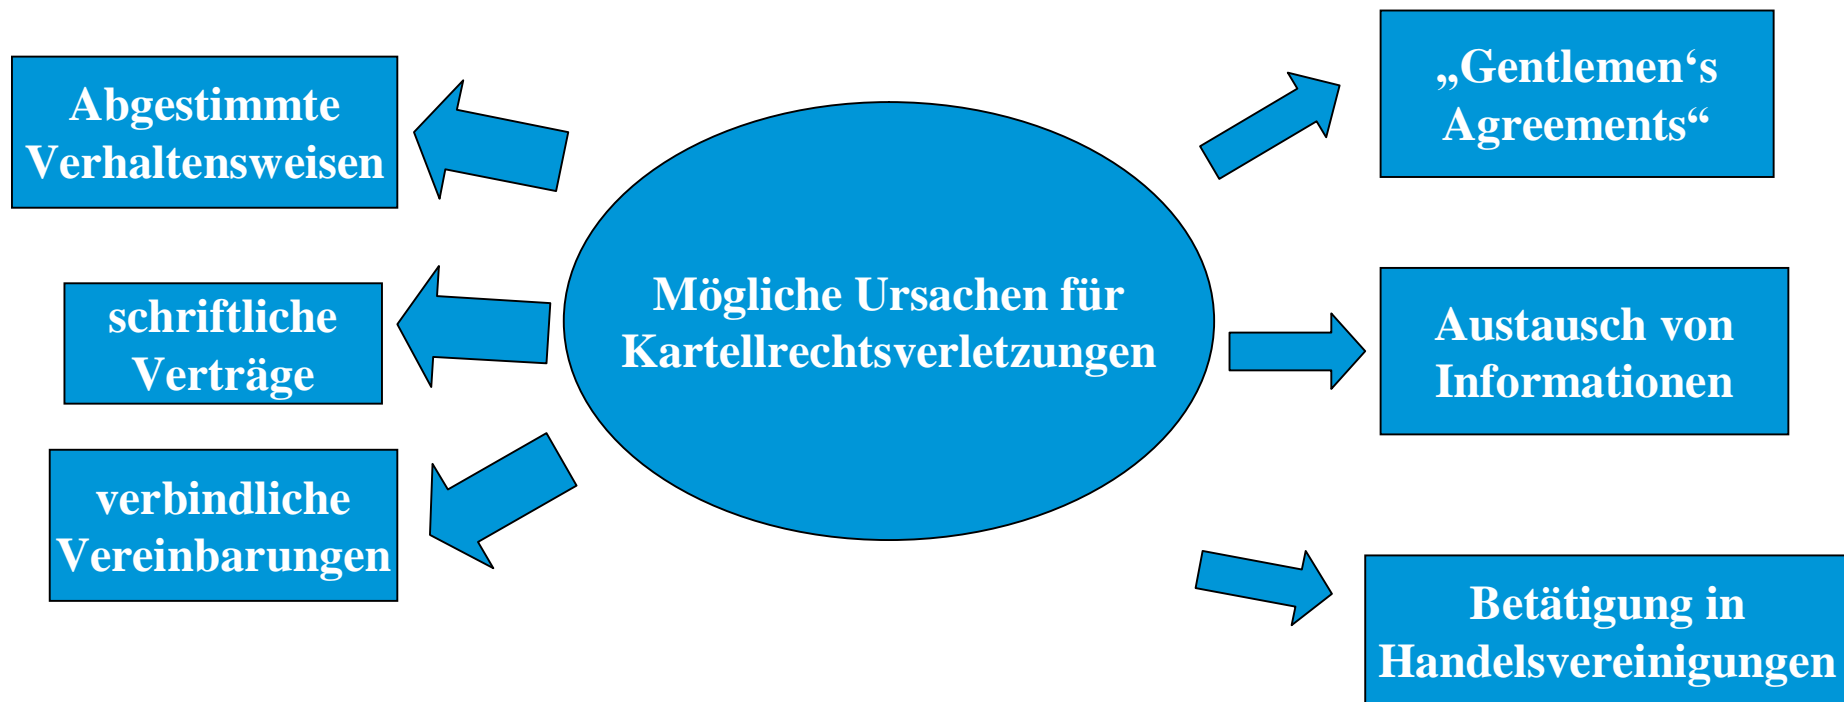 Abgestimmte
Verhaltensweisen
schriftliche
Verträge
verbindliche
Vereinbarungen
Mögliche Ursachen für
Kartellrechtsverletzungen
„Gentlemen‘s
Agreements“
Austausch von
Informationen
Betätigung in
Handelsvereinigungen